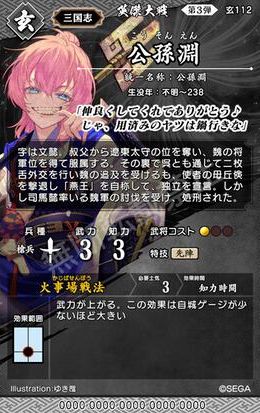 玄
三国志
英傑大戦
第3弾
玄112
こう そん えん
公孫淵
統一名称：公孫淵
生没年：不明～238
「仲良くしてくれてありがとう♪
じゃ、用済みのヤツは鏖行きな」
字は文懿。叔父から遼東太守の位を奪い、魏の将
軍位を得て服属する。その裏で呉とも通じて二枚
舌外交を行い魏の追及を受けるも、使者の毌丘倹
を撃退し「燕王」を自称して、独立を宣言。しか
し司馬懿率いる魏軍の討伐を受け、処刑された。
兵種
武力
知力
武将コスト
槍兵
3
3
特技
先陣
かじばせんぽう
火事場戦法
必要士気
3
効果時間
知力時間
効果範囲
武力が上がる。この効果は自城ゲージが少
ないほど大きい
Illustration:ゆき哉
©SEGA
0000-0000-0000-0000-0000